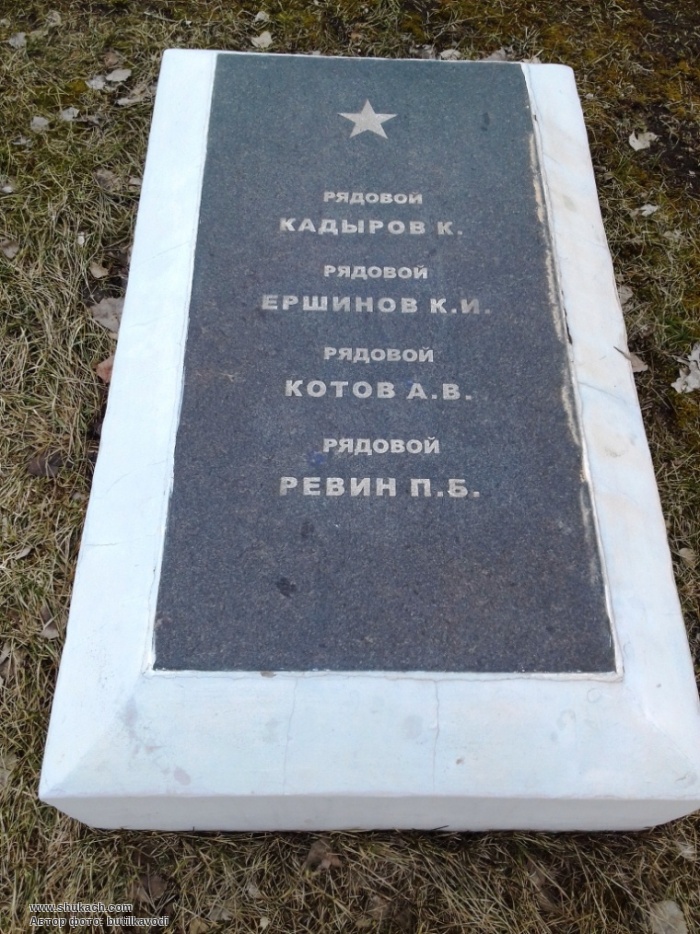 РЯДОВОЙ
КАДЫРОВ К.
РЯДОВОЙ
ЕРШИНОВ К.И.
РЯДОВОЙ
КОТОВ А.В.
РЯДОВОЙ
РЕВИН П.Б.
www.shukach.com
Автор фото: butilkavodi